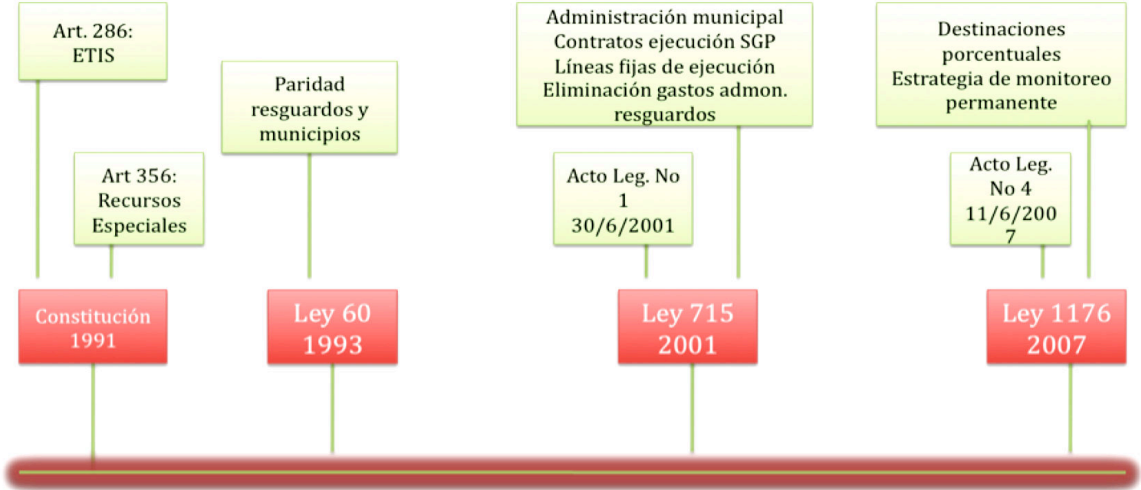 Art. 286:
ETIS
Art 356:
Recursos
Especiales
Constitución
1991
Paridad
resguardos y
municipios
Ley 60
1993
Administración municipal
Contratos ejecución SGP
Líneas fijas de ejecución
Eliminación gastos admon.
resguardos
Acto Leg. No
1
30/6/2001
Ley 715
2001
Destinaciones
porcentuales
Estrategia de monitoreo
permanente
Acto Leg.
No 4
11/6/200
7
Ley 1176
2007